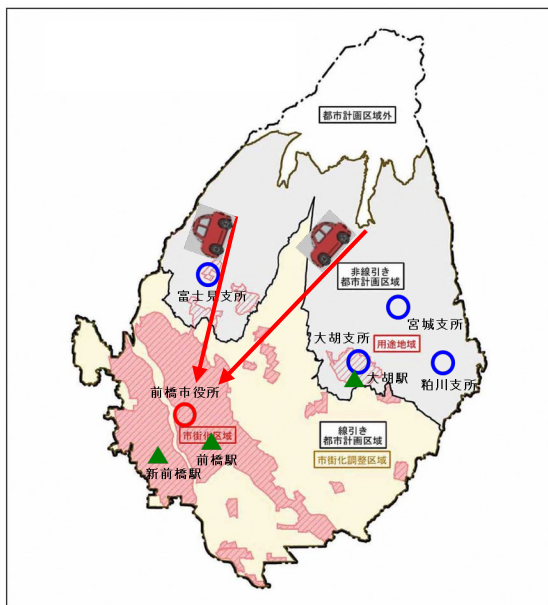 都市計画区域外
非線引き
都市計画区域
富士見支所
宮城支所
大胡支所
用途地域
粕川支所
大胡駅
前橋市役所
市街化区域
線引き
都市計画区域
前橋駅
市街化調整区域
新前橋駅